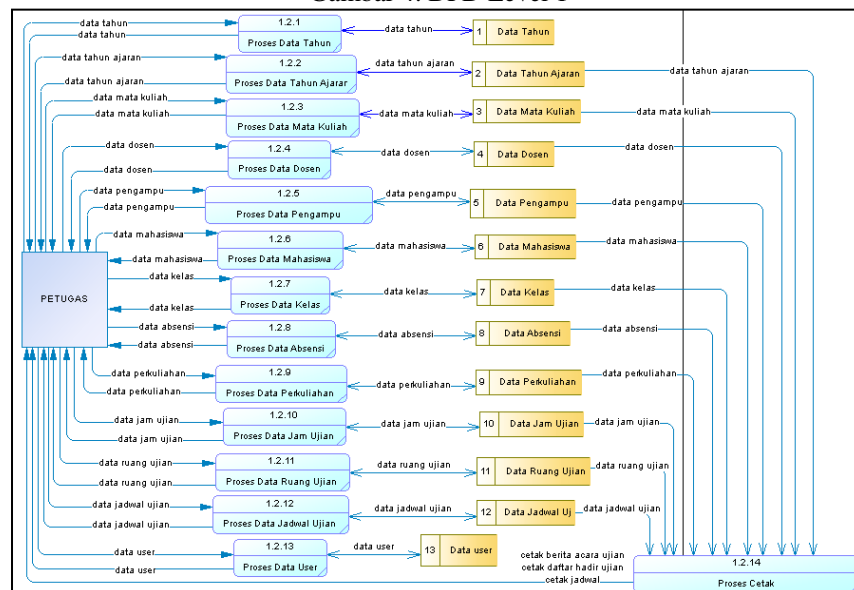 data tahun
data tahun
1.2.1
Proses Data Tahun
data tahun
1 Data Tahun
data tahun ajaran
data tahun ajaran
1.2.2
Proses Data Tahun Ajaran
data tahun ajaran
2 Data Tahun Ajaran
data tahun ajaran
data mata kuliah
data mata kuliah
1.2.3
Proses Data Mata Kuliah
data mata kuliah
3 Data Mata Kuliah
data mata kuliah
data dosen
data dosen
1.2.4
Proses Data Dosen
data dosen
4 Data Dosen
data dosen
data pengampu
data pengampu
1.2.5
Proses Data Pengampu
data pengampu
5 Data Pengampu
data pengampu
data mahasiswa
data mahasiswa
1.2.6
Proses Data Mahasiswa
data mahasiswa
6 Data Mahasiswa
data mahasiswa
PETUGAS
data kelas
data kelas
1.2.7
Proses Data Kelas
data kelas
7 Data Kelas
data kelas
data absensi
data absensi
1.2.8
Proses Data Absensi
data absensi
8 Data Absensi
data absensi
data perkuliahan
data perkuliahan
1.2.9
Proses Data Perkuliahan
data perkuliahan
9 Data Perkuliahan
data perkuliahan
data jam ujian
data jam ujian
1.2.10
Proses Data Jam Ujian
data jam ujian
10 Data Jam Ujian
data jam ujian
data ruang ujian
data ruang ujian
1.2.11
Proses Data Ruang Ujian
data ruang ujian
11 Data Ruang Ujian
data ruang ujian
data jadwal ujian
data jadwal ujian
1.2.12
Proses Data Jadwal Ujian
data jadwal ujian
12 Data Jadwal Uj
data jadwal ujian
data user
data user
1.2.13
Proses Data User
data user
13 Data user
cetak berita acara ujian
cetak daftar hadir ujian
cetak jadwal
1.2.14
Proses Cetak